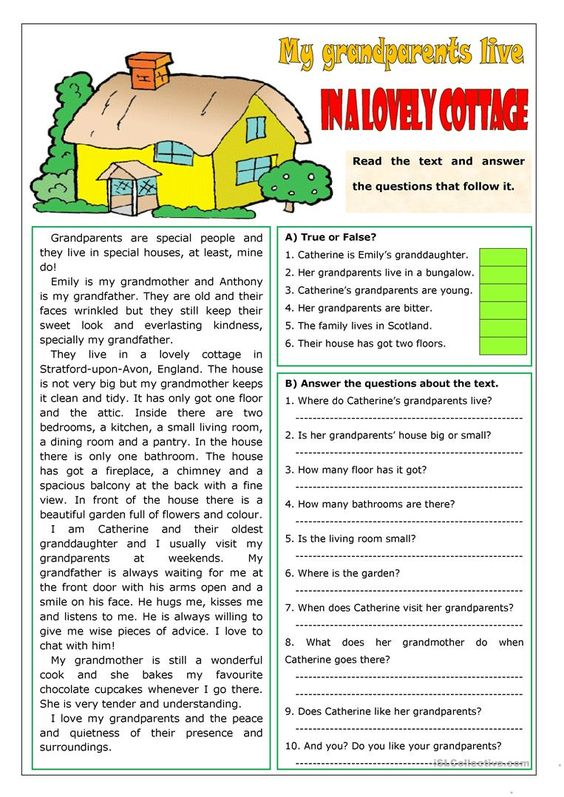 My grandparents live
IN A LOVELY COTTAGE
Read the text and answer
the questions that follow it.
Grandparents are special people and
they live in special houses, at least, mine
do!
Emily is my grandmother and Anthony
is my grandfather. They are old and their
faces wrinkled but they still keep their
sweet look and everlasting kindness,
specially my grandfather.
They live in a lovely cottage in
Stratford-upon-Avon, England. The house
is not very big but my grandmother keeps
it clean and tidy. It has only got one floor
and the attic. Inside there are two
bedrooms, a kitchen, a small living room,
a dining room and a pantry. In the house
there is only one bathroom. The house
has got a fireplace, a chimney and a
spacious balcony at the back with a fine
view. In front of the house there is a
beautiful garden full of flowers and colour.
I am Catherine and their oldest
granddaughter and I usually visit my
grandparents at weekends. My
grandfather is always waiting for me at
the front door with his arms open and a
smile on his face. He hugs me, kisses me
and listens to me. He is always willing to
give me wise pieces of advice. I love to
chat with him!
My grandmother is still a wonderful
cook and she bakes my favourite
chocolate cupcakes whenever I go there.
She is very tender and understanding.
I love my grandparents and the peace
and quietness of their presence and
surroundings.
A) True or False?
1. Catherine is Emily's granddaughter.
2. Her grandparents live in a bungalow.
3. Catherine's grandparents are young.
4. Her grandparents are bitter.
5. The family lives in Scotland.
6. Their house has got two floors.
B) Answer the questions about the text.
1. Where do Catherine's grandparents live?
2. Is her grandparents' house big or small?
3. How many floor has it got?
4. How many bathrooms are there?
5. Is the living room small?
6. Where is the garden?
7. When does Catherine visit her grandparents?
8. What does her grandmother do when
Catherine goes there?
9. Does Catherine like her grandparents?
10. And you? Do you like your grandparents?
iSLCollective.com